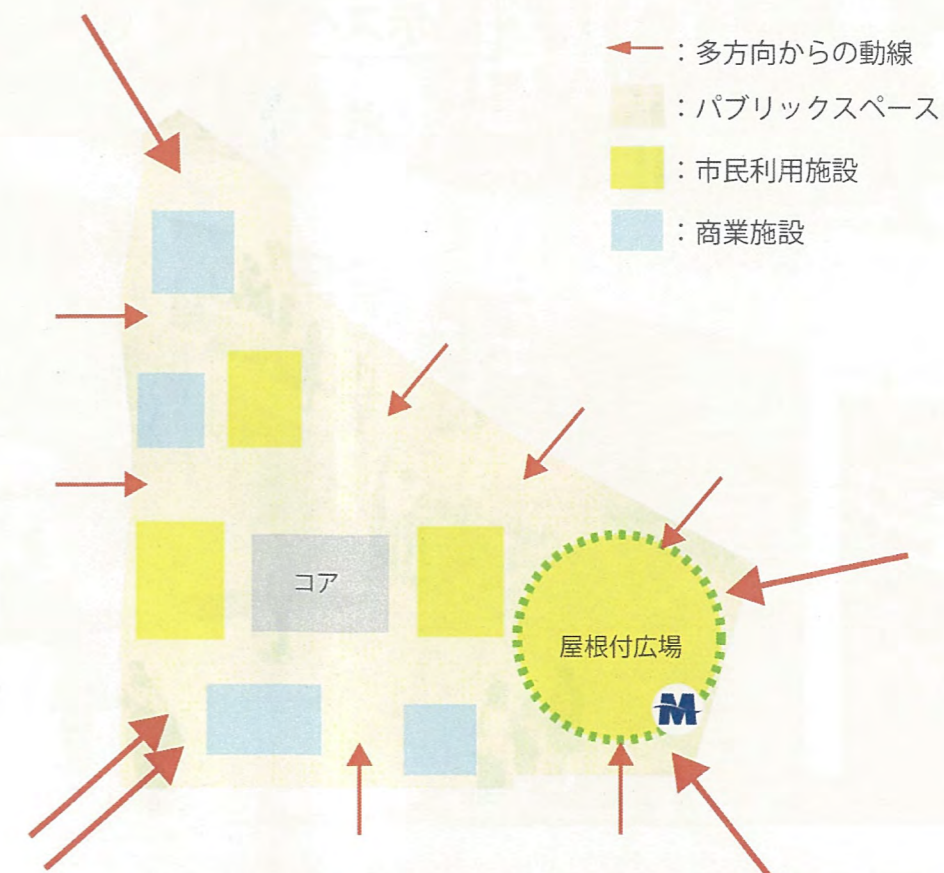 ：多方向からの動線
：パブリックスペース
：市民利用施設
：商業施設
コア
屋根付広場
M